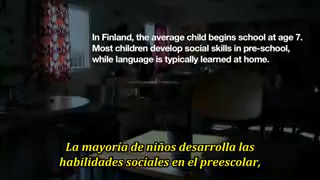 In Finland, the average child begins school at age 7.
Most children develop social skills in pre-school,
while language is typically learned at home.
La mayoría de niños desarrolla las
habilidades sociales en el preescolar,